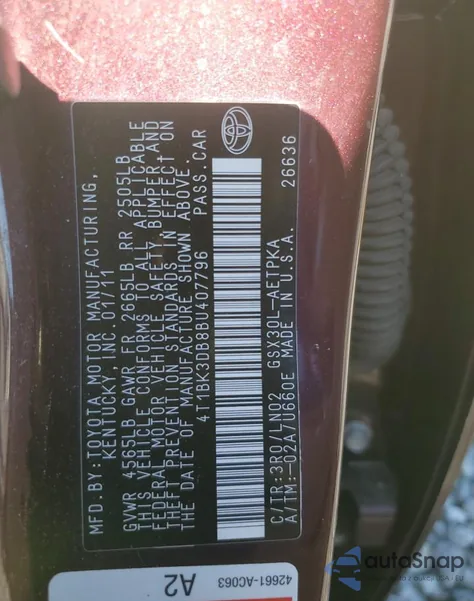 MFD.BY:TOYOTA MOTOR MANUFACTURING,
KENTUCKY, INC. 01/11
GVWR 4565LB GAWR FR 2665LB RR 2505LB
THIS VEHICLE CONFORMS TO ALL APPLICABLE
FEDERAL MOTOR VEHICLE SAFETY, BUMPER, AND
THEFT PREVENTION STANDARDS IN EFFECT ON
THE DATE OF MANUFACTURE SHOWN ABOVE.
4T1BK3DB8BU407796 PASS.CAR
C/TR:3R0/LN02 GSX30L-AETPKA
A/TM:-02A/U660E MADE IN U.S.A. 26636
42661-AC063
A2
autoSnap